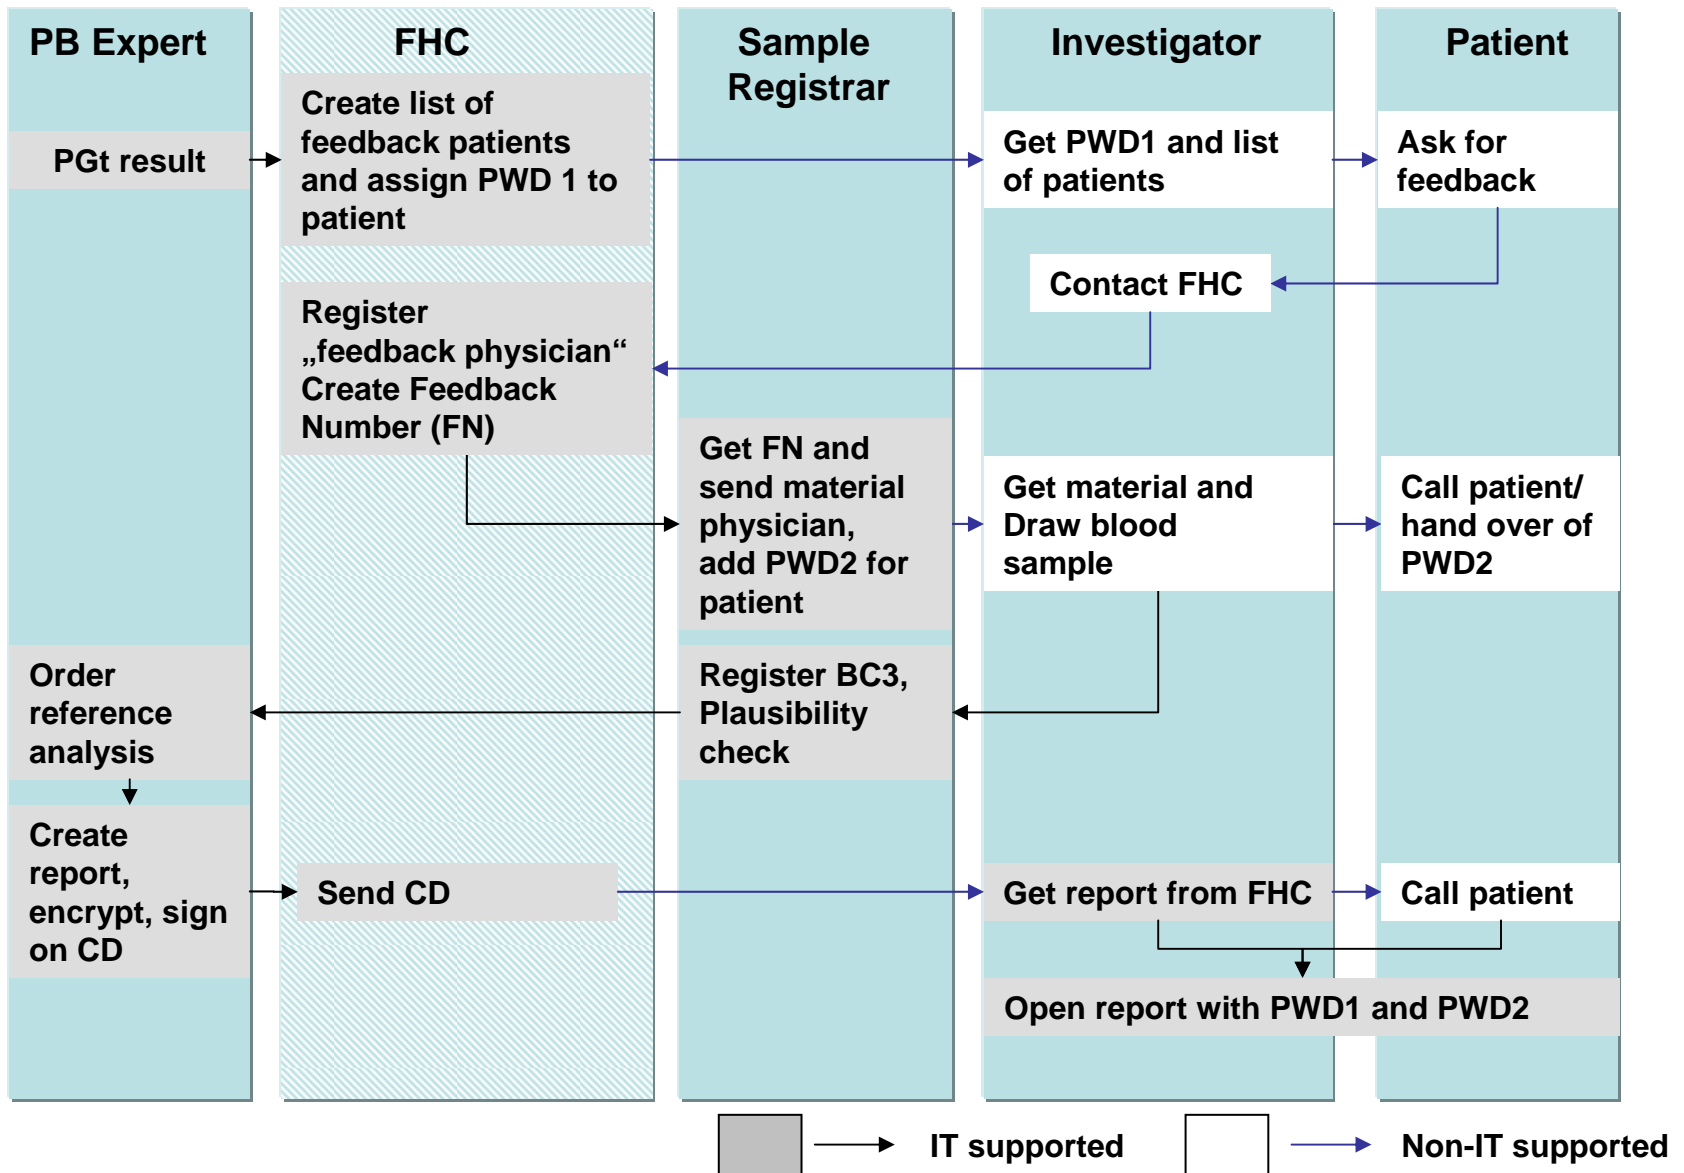 PB Expert
FHC
Sample
Registrar
Investigator
Patient
PGt result
Create list of
feedback patients
and assign PWD 1 to
patient
Get PWD1 and list
of patients
Ask for
feedback
Contact FHC
Register
„feedback physician“
Create Feedback
Number (FN)
Get FN and
send material
physician,
add PWD2 for
patient
Get material and
Draw blood
sample
Call patient/
hand over of
PWD2
Order
reference
analysis
Register BC3,
Plausibility
check
Create
report,
encrypt, sign
on CD
Send CD
Get report from FHC
Call patient
Open report with PWD1 and PWD2
IT supported
Non-IT supported